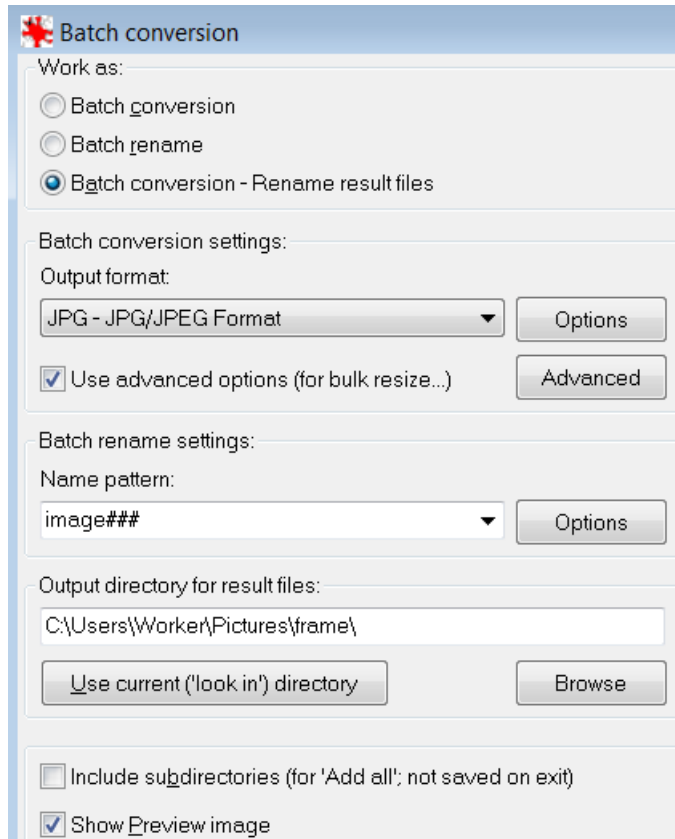 Batch conversion
Work as:
Batch conversion
Batch rename
Batch conversion - Rename result files
Batch conversion settings:
Output format:
JPG - JPG/JPEG Format
Options
Use advanced options (for bulk resize...)
Advanced
Batch rename settings:
Name pattern:
image###
Options
Output directory for result files:
C:\Users\Worker\Pictures\frame\
Use current ('look in') directory
Browse
Include subdirectories (for 'Add all'; not saved on exit)
Show Preview image